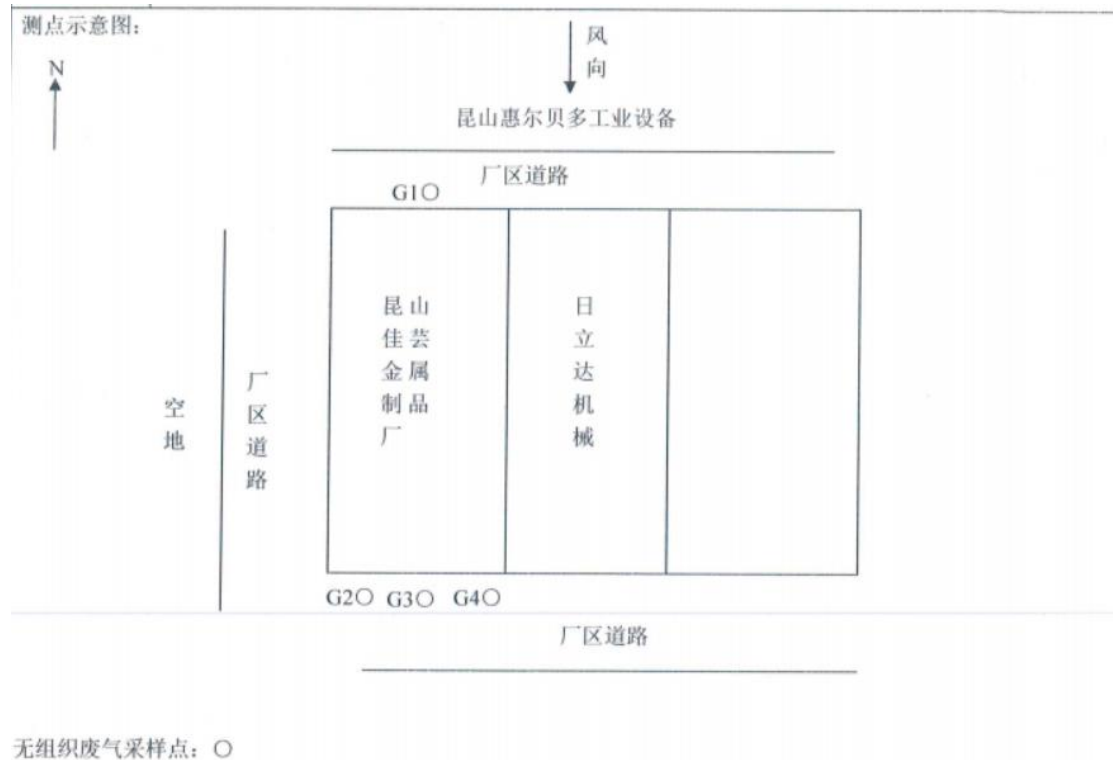 测点示意图:
N
风向
昆山惠尔贝多工业设备
厂区道路
G1○
昆山佳芸金属制品厂
日立达机械
空地
厂区道路
G2○ G3○ G4○
厂区道路
无组织废气采样点：○